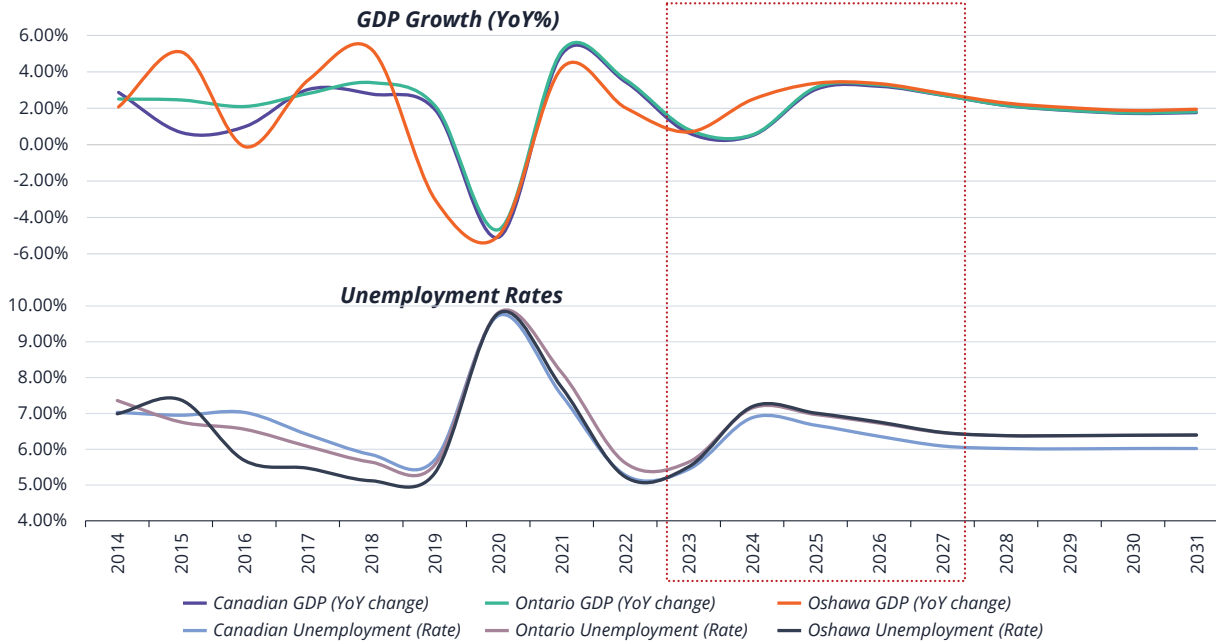 GDP Growth (YoY%)
6.00%
4.00%
2.00%
0.00%
-2.00%
-4.00%
-6.00%
Unemployment Rates
10.00%
9.00%
8.00%
7.00%
6.00%
5.00%
4.00%
2014 2015 2016 2017 2018 2019 2020 2021 2022 2023 2024 2025 2026 2027 2028 2029 2030 2031
Canadian GDP (YoY change) Ontario GDP (YoY change) Oshawa GDP (YoY change)
Canadian Unemployment (Rate) Ontario Unemployment (Rate) Oshawa Unemployment (Rate)